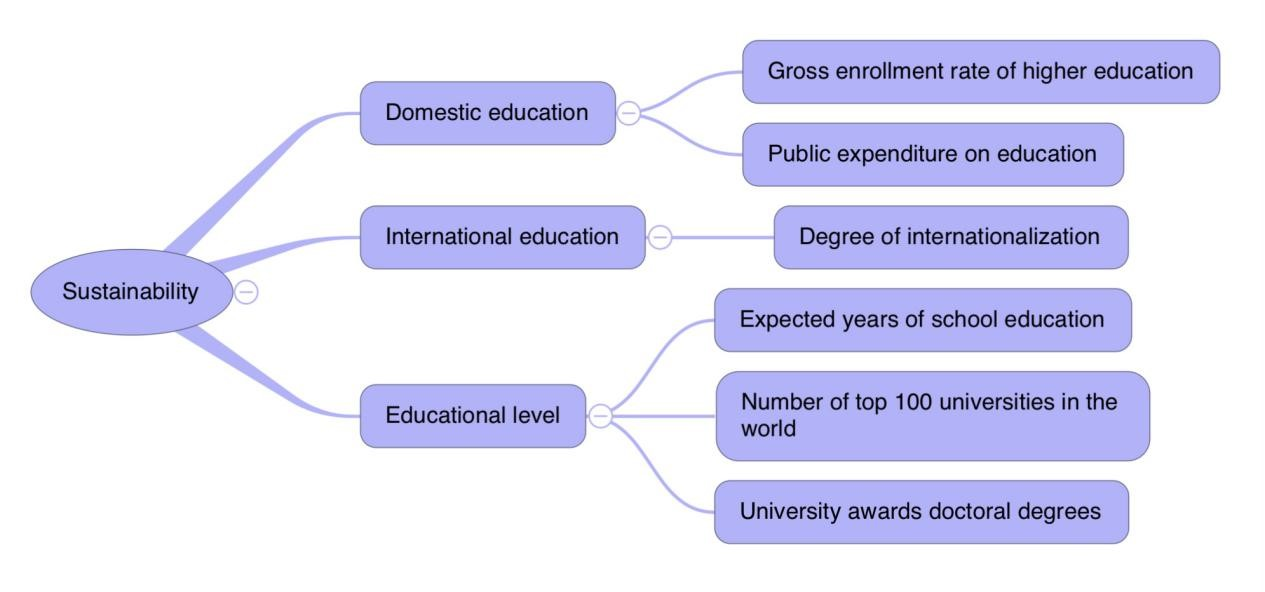 Gross enrollment rate of higher education
Domestic education
Public expenditure on education
International education
Degree of internationalization
Sustainability
Expected years of school education
Educational level
Number of top 100 universities in the
world
University awards doctoral degrees